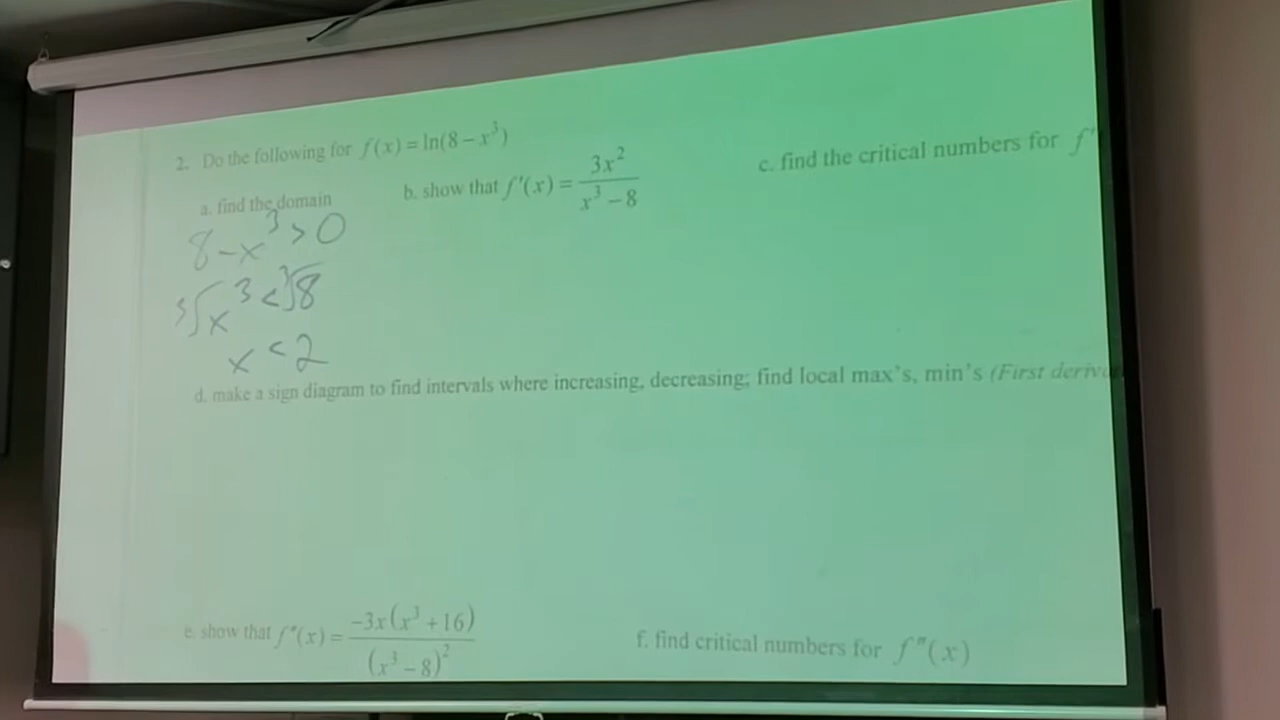 2. Do the following for f(x) = ln(8 − x³)
a. find the domain
b. show that f'(x) = 3x² / (x³ − 8)
c. find the critical numbers for f'
8 − x³ > 0
³√x³ < ³√8
x < 2
d. make a sign diagram to find intervals where increasing, decreasing; find local max's, min's (First deriva
e. show that f"(x) = −3x(x³ + 16) / (x³ − 8)²
f. find critical numbers for f"(x)